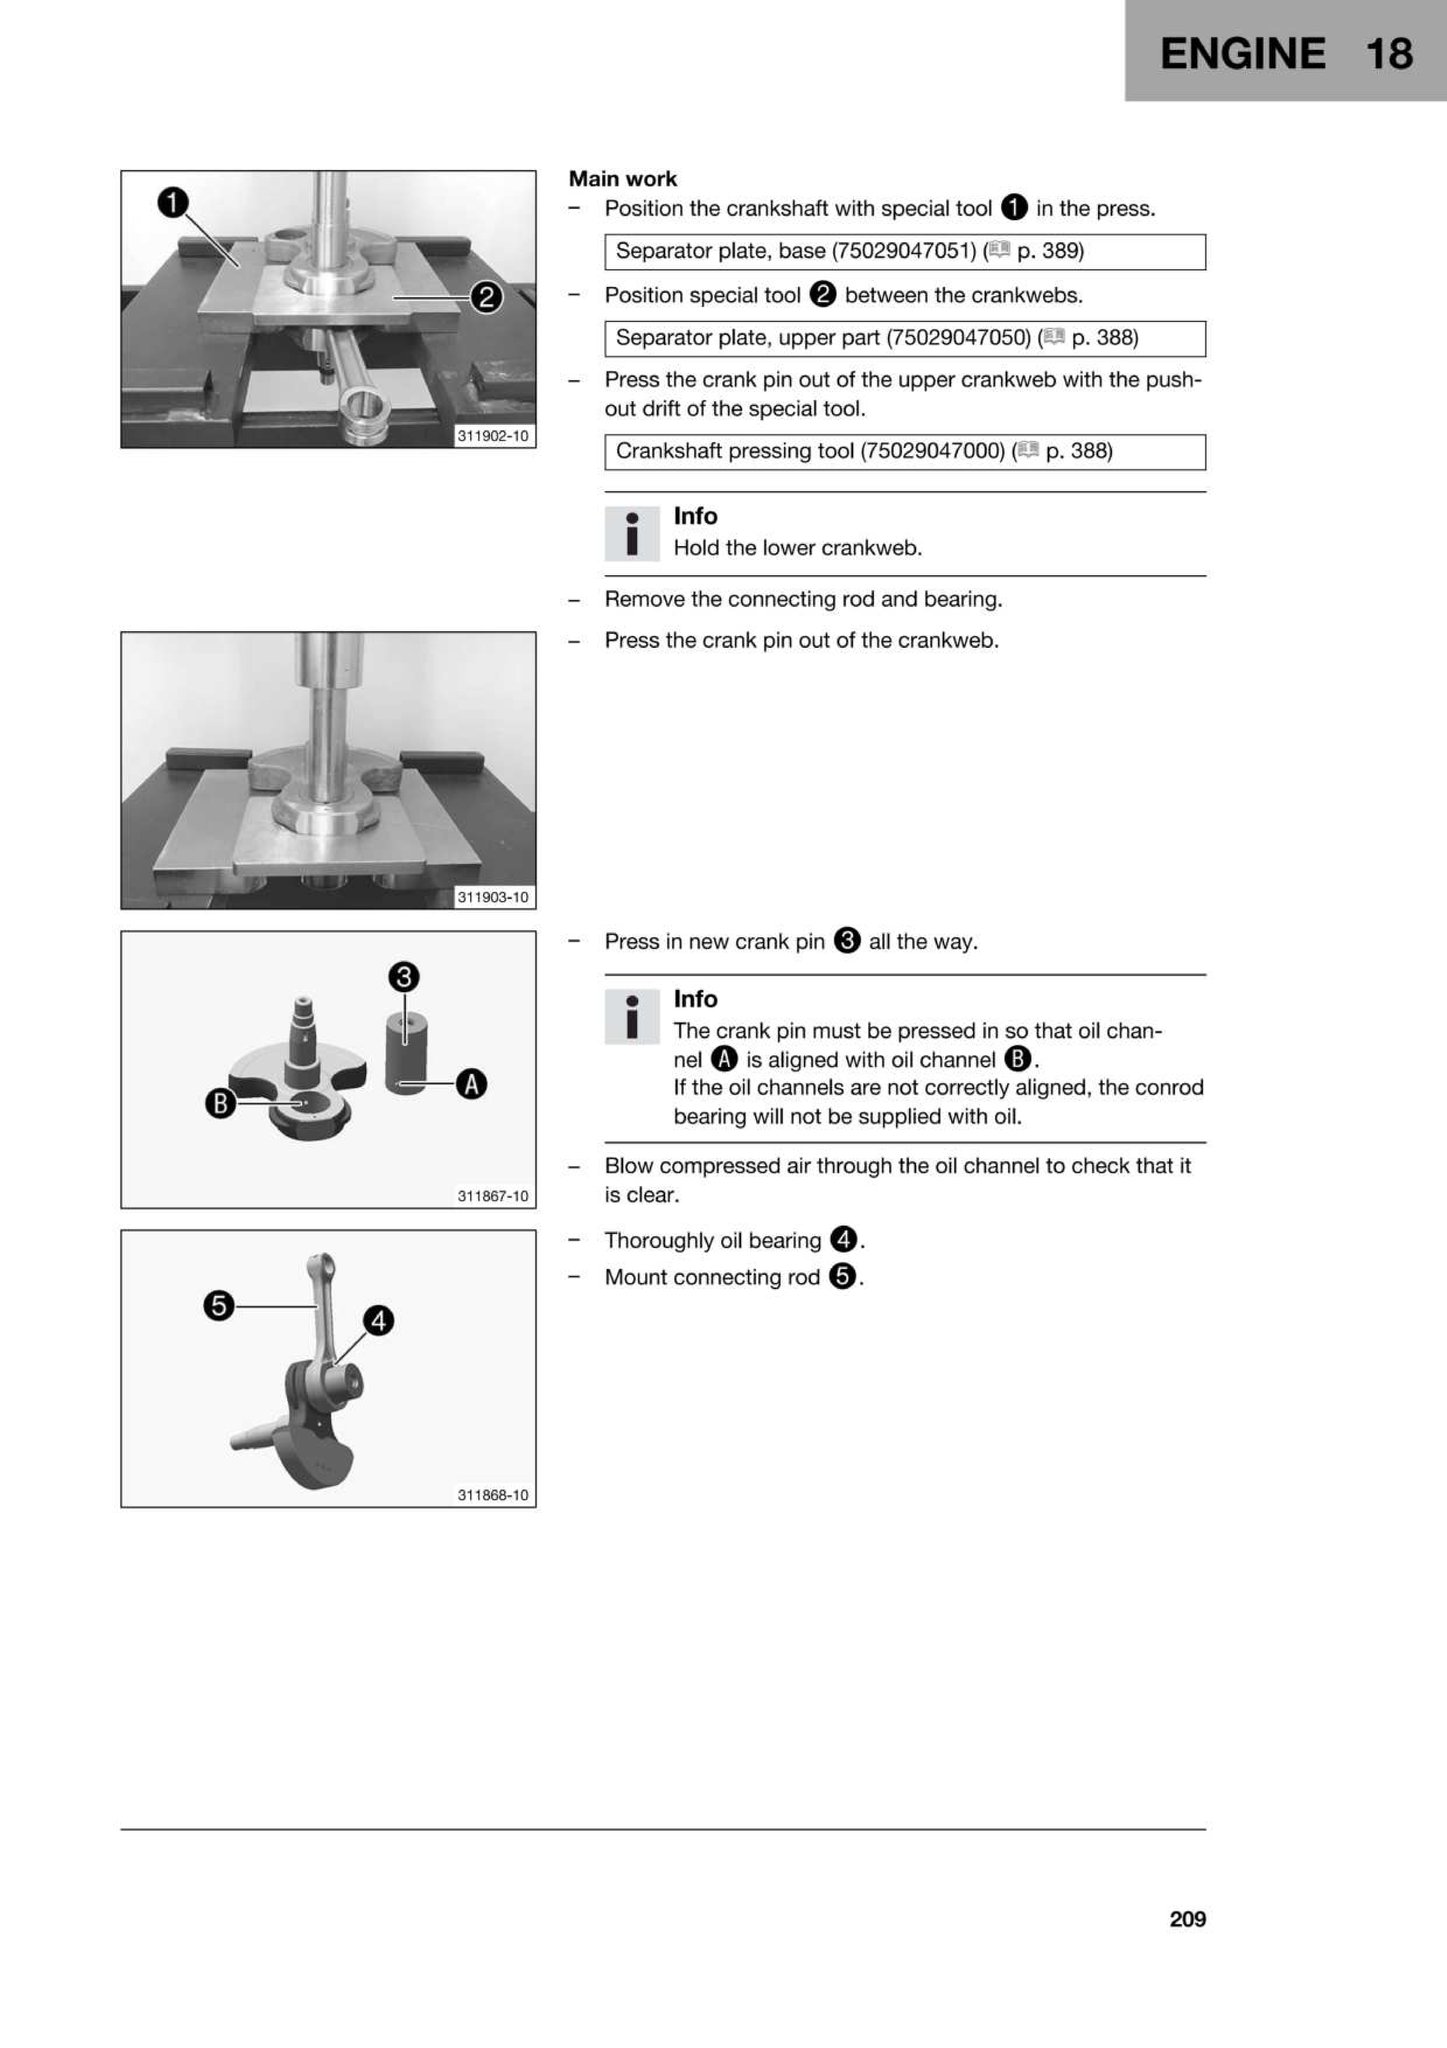 ENGINE 18
Main work
– Position the crankshaft with special tool 1 in the press.
Separator plate, base (75029047051) ( p. 389)
– Position special tool 2 between the crankwebs.
Separator plate, upper part (75029047050) ( p. 388)
– Press the crank pin out of the upper crankweb with the push-
out drift of the special tool.
Crankshaft pressing tool (75029047000) ( p. 388)
Info
Hold the lower crankweb.
– Remove the connecting rod and bearing.
1
2
311902-10
– Press the crank pin out of the crankweb.
311903-10
– Press in new crank pin 3 all the way.
Info
The crank pin must be pressed in so that oil chan-
nel A is aligned with oil channel B.
If the oil channels are not correctly aligned, the conrod
bearing will not be supplied with oil.
– Blow compressed air through the oil channel to check that it
is clear.
3
A
B
311867-10
– Thoroughly oil bearing 4.
– Mount connecting rod 5.
5
4
311868-10
209